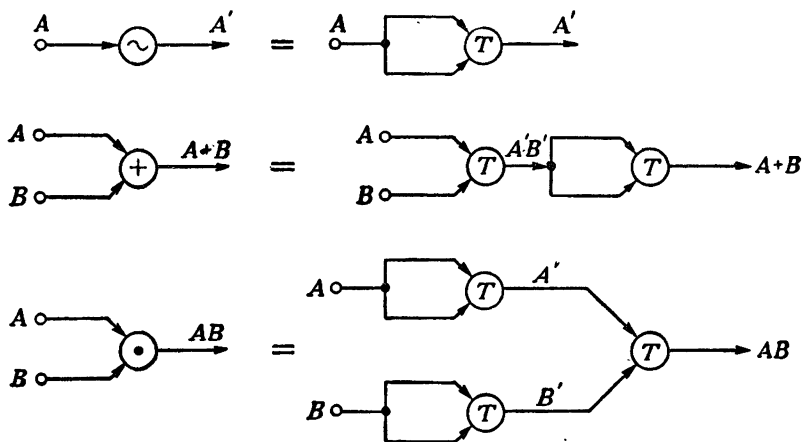 A ~ A' = A T A'
A B + A+B = A B T A'B' T A+B
A B • AB = A T A' B T B' T AB